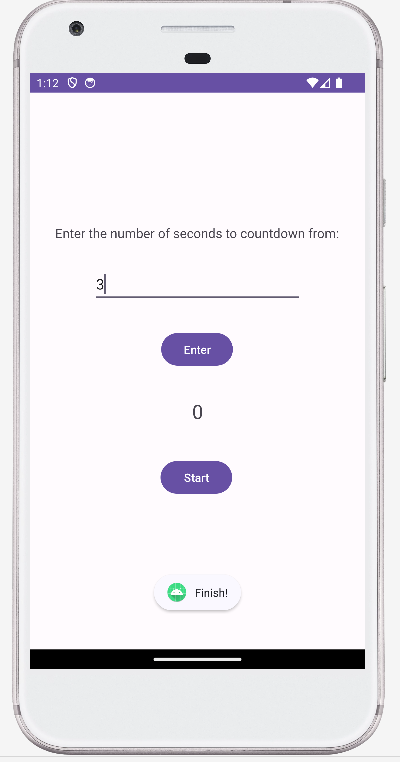 1:12
Enter the number of seconds to countdown from:
3
Enter
0
Start
Finish!